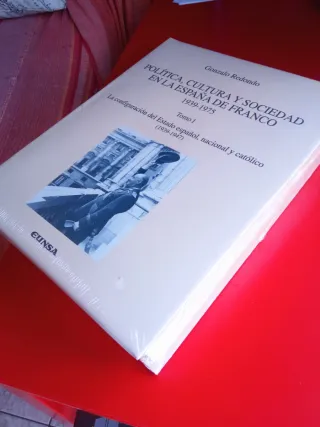 Gonzalo Redondo
POLÍTICA, CULTURA Y SOCIEDAD
EN LA ESPAÑA DE FRANCO
1939-1975
Tomo I
La configuración del Estado español, nacional y católico
(1939-1947)
EUNSA